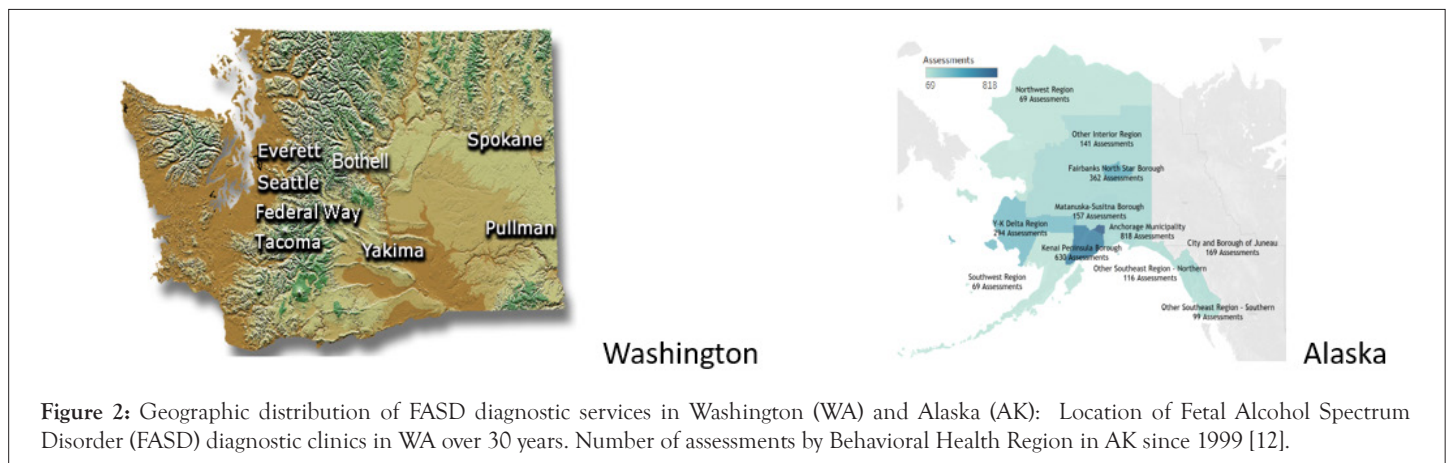 Everett
Bothell
Spokane
Seattle
Federal Way
Tacoma
Yakima
Pullman
Washington
Assessments
69 818
Northwest Region
69 Assessments
Other Interior Region
141 Assessments
Fairbanks North Star Borough
362 Assessments
Matanuska-Susitna Borough
157 Assessments
Y-K Delta Region
294 Assessments
Anchorage Municipality
818 Assessments
Kenai Peninsula Borough
630 Assessments
City and Borough of Juneau
169 Assessments
Southwest Region
69 Assessments
Other Southeast Region - Northern
116 Assessments
Other Southeast Region - Southern
99 Assessments
Alaska
Figure 2: Geographic distribution of FASD diagnostic services in Washington (WA) and Alaska (AK): Location of Fetal Alcohol Spectrum
Disorder (FASD) diagnostic clinics in WA over 30 years. Number of assessments by Behavioral Health Region in AK since 1999 [12].